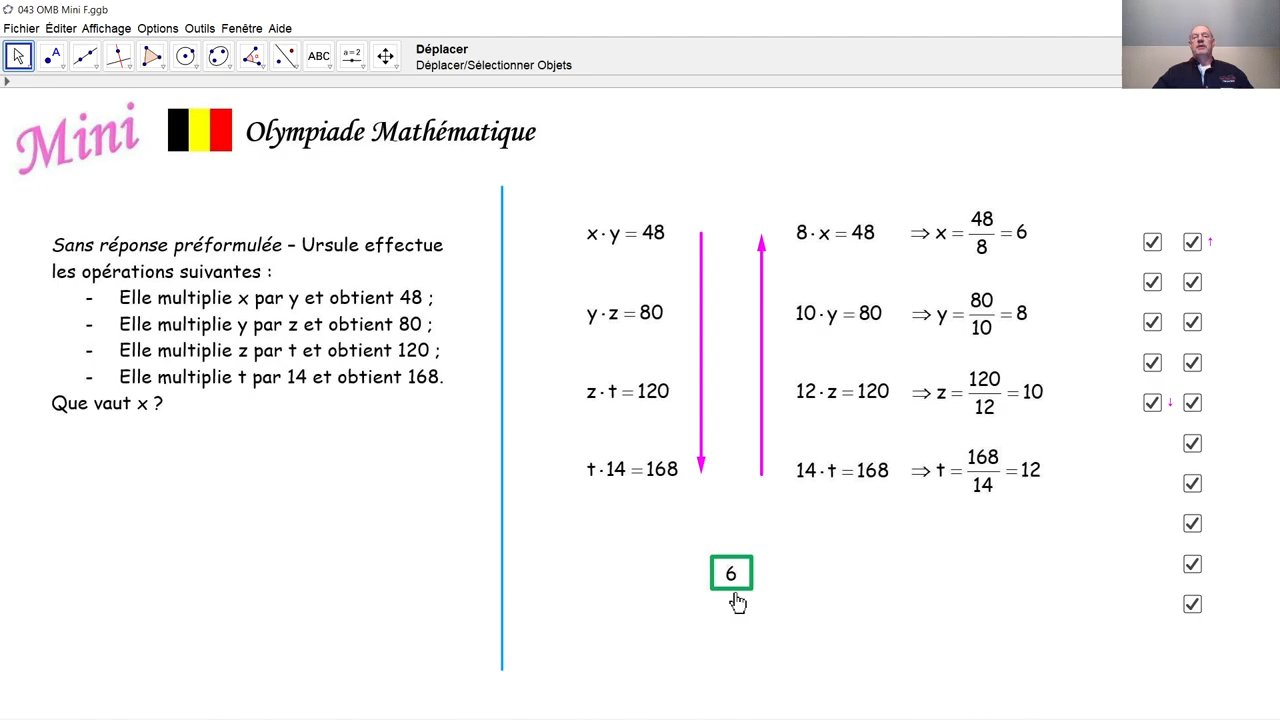 043 OMB Mini F.ggb
Fichier Éditer Affichage Options Outils Fenêtre Aide
A ABC a=2 Déplacer
Déplacer/Sélectionner Objets
Mini Olympiade Mathématique
Sans réponse préformulée – Ursule effectue
les opérations suivantes :
- Elle multiplie x par y et obtient 48 ;
- Elle multiplie y par z et obtient 80 ;
- Elle multiplie z par t et obtient 120 ;
- Elle multiplie t par 14 et obtient 168.
Que vaut x ?
x · y = 48 8 · x = 48 ⇒ x = 48/8 = 6
y · z = 80 10 · y = 80 ⇒ y = 80/10 = 8
z · t = 120 12 · z = 120 ⇒ z = 120/12 = 10
t · 14 = 168 14 · t = 168 ⇒ t = 168/14 = 12
6